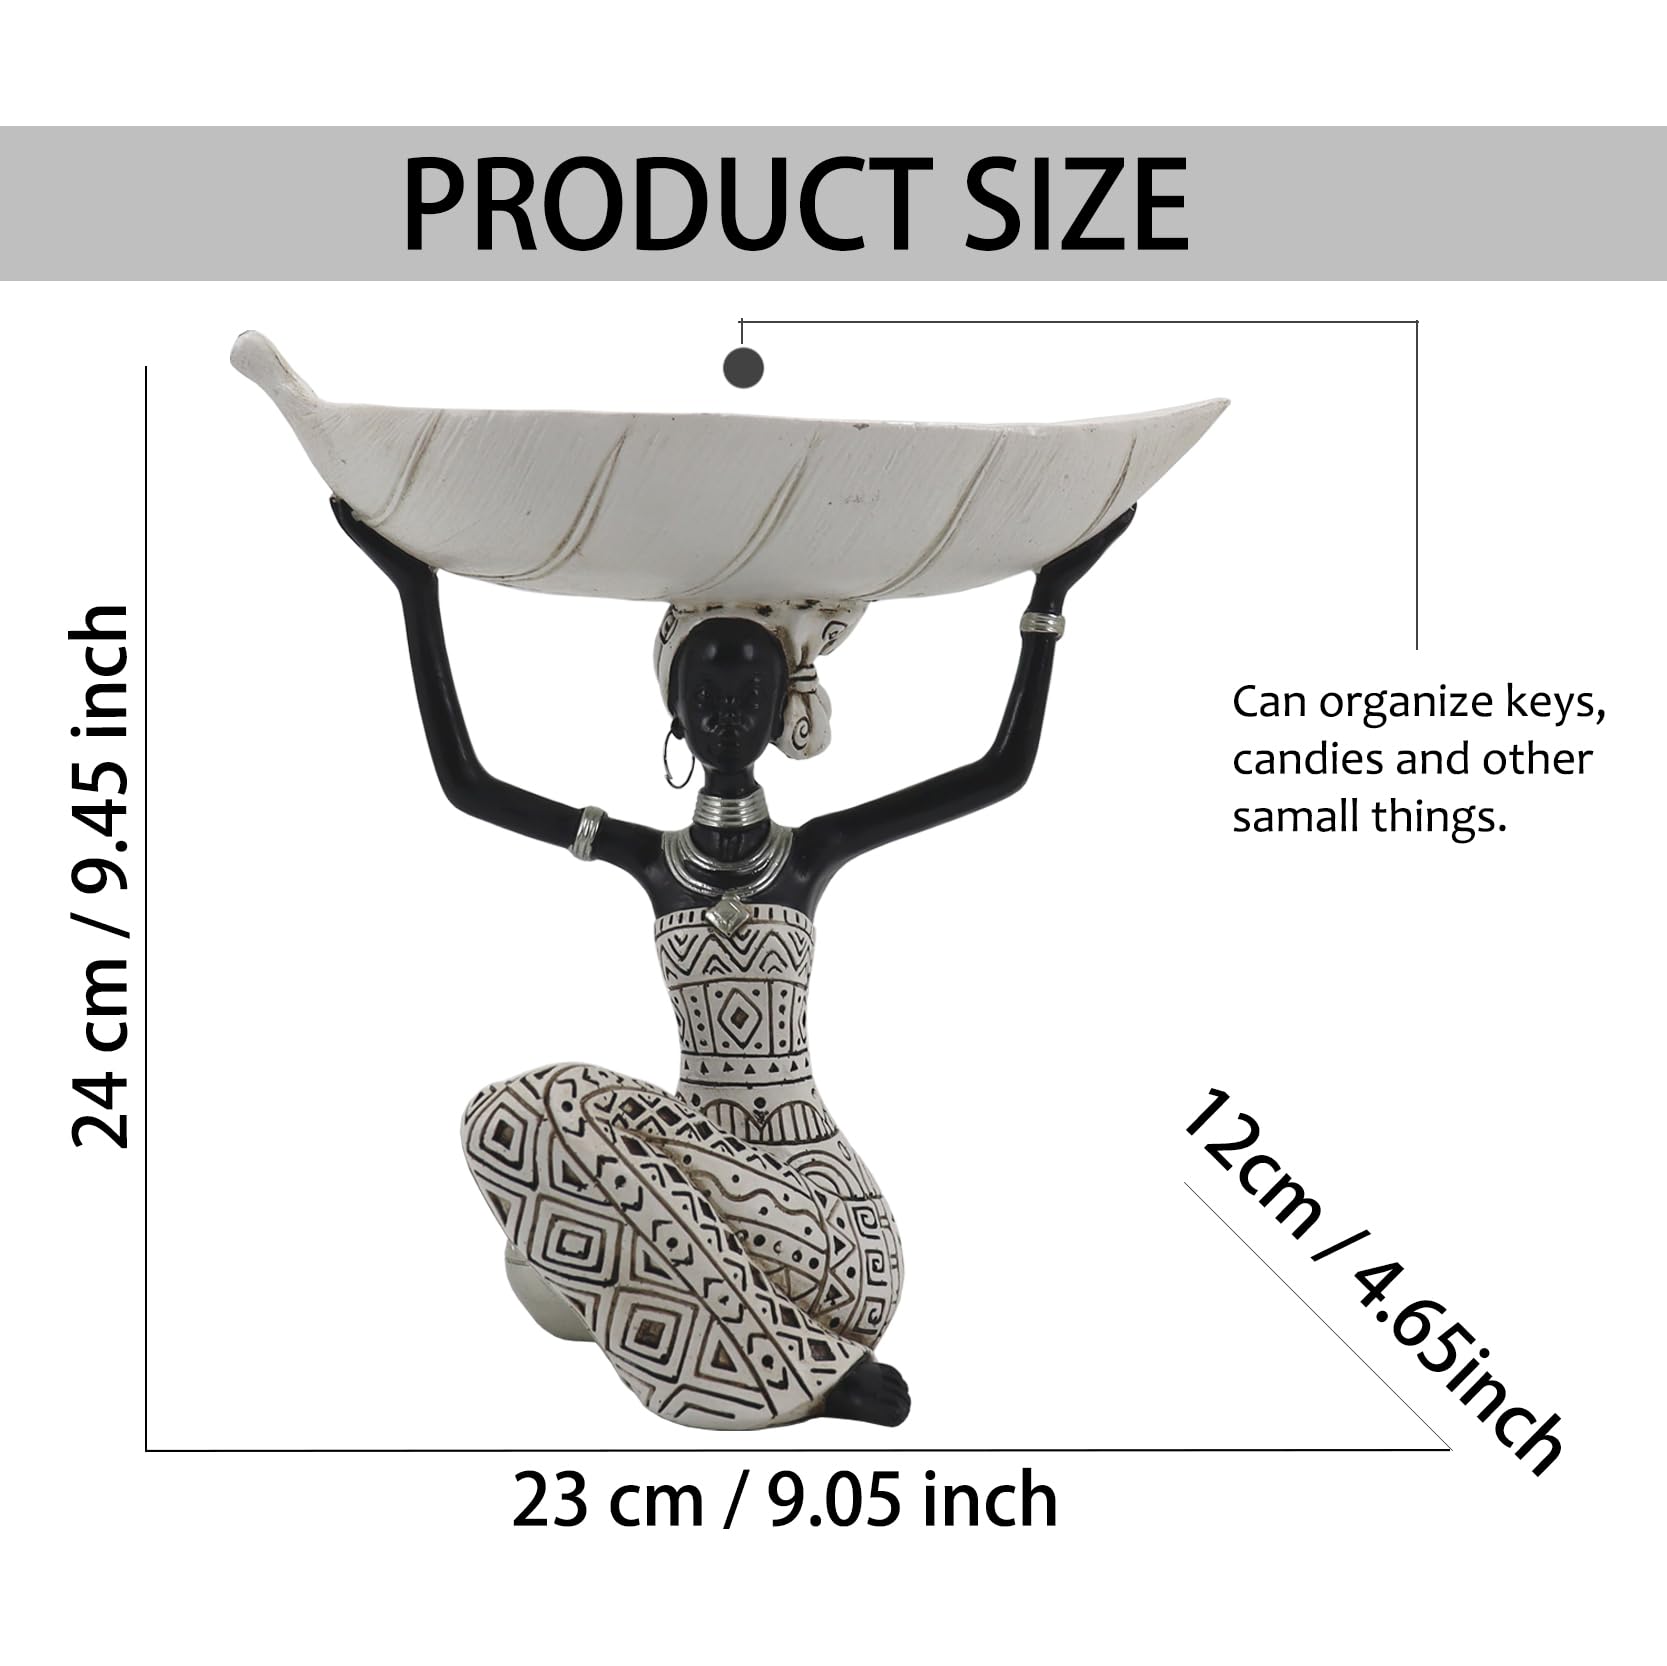 PRODUCT SIZE
24 cm / 9.45 inch
Can organize keys,
candies and other
samall things.
12cm / 4.65inch
23 cm / 9.05 inch